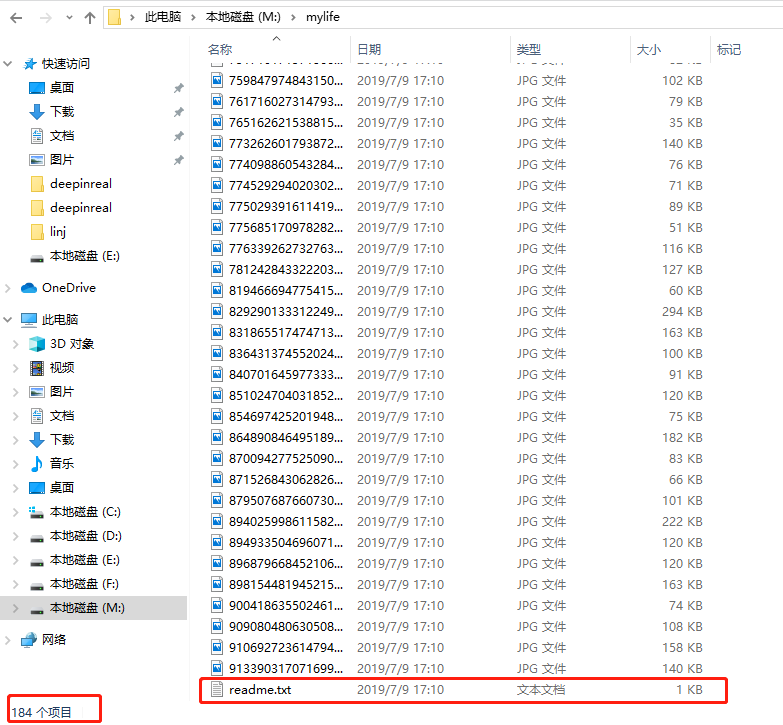 此电脑 本地磁盘 (M:) mylife
名称 日期 类型 大小 标记
759847974843150... 2019/7/9 17:10 JPG 文件 102 KB
761716027314793... 2019/7/9 17:10 JPG 文件 79 KB
765162621538815... 2019/7/9 17:10 JPG 文件 35 KB
773262601793872... 2019/7/9 17:10 JPG 文件 140 KB
774098860543284... 2019/7/9 17:10 JPG 文件 76 KB
774529294020302... 2019/7/9 17:10 JPG 文件 71 KB
775029391611419... 2019/7/9 17:10 JPG 文件 89 KB
775685170978282... 2019/7/9 17:10 JPG 文件 51 KB
776339262732763... 2019/7/9 17:10 JPG 文件 116 KB
781242843322203... 2019/7/9 17:10 JPG 文件 127 KB
819466694775415... 2019/7/9 17:10 JPG 文件 60 KB
829290133312249... 2019/7/9 17:10 JPG 文件 294 KB
831865517474713... 2019/7/9 17:10 JPG 文件 163 KB
836431374552024... 2019/7/9 17:10 JPG 文件 100 KB
840701645977333... 2019/7/9 17:10 JPG 文件 91 KB
851024704031852... 2019/7/9 17:10 JPG 文件 120 KB
854697425201948... 2019/7/9 17:10 JPG 文件 75 KB
864890846495189... 2019/7/9 17:10 JPG 文件 182 KB
870094277525090... 2019/7/9 17:10 JPG 文件 83 KB
871526843062826... 2019/7/9 17:10 JPG 文件 66 KB
879507687660730... 2019/7/9 17:10 JPG 文件 101 KB
894025998611582... 2019/7/9 17:10 JPG 文件 222 KB
894933504696071... 2019/7/9 17:10 JPG 文件 120 KB
896879668452106... 2019/7/9 17:10 JPG 文件 120 KB
898154481945215... 2019/7/9 17:10 JPG 文件 163 KB
900418635502461... 2019/7/9 17:10 JPG 文件 74 KB
909080480630508... 2019/7/9 17:10 JPG 文件 108 KB
910692723614794... 2019/7/9 17:10 JPG 文件 158 KB
913390317071699... 2019/7/9 17:10 JPG 文件 140 KB
readme.txt 2019/7/9 17:10 文本文档 1 KB
快速访问
桌面
下载
文档
图片
deepinreal
deepinreal
linj
本地磁盘 (E:)
OneDrive
此电脑
3D 对象
视频
图片
文档
下载
音乐
桌面
本地磁盘 (C:)
本地磁盘 (D:)
本地磁盘 (E:)
本地磁盘 (F:)
本地磁盘 (M:)
网络
184 个项目